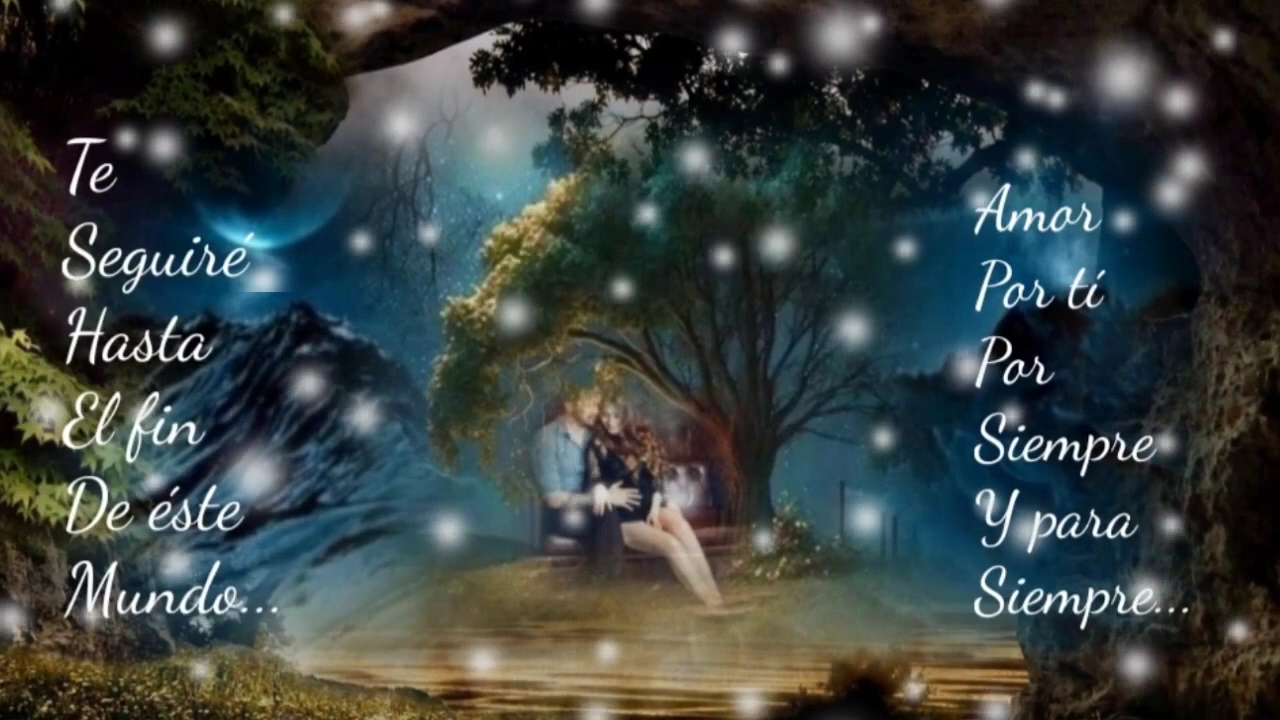 Te
Seguiré
Hasta
El fin
De éste
Mundo...
Amor
Por tí
Por
Siempre
Y para
Siempre...